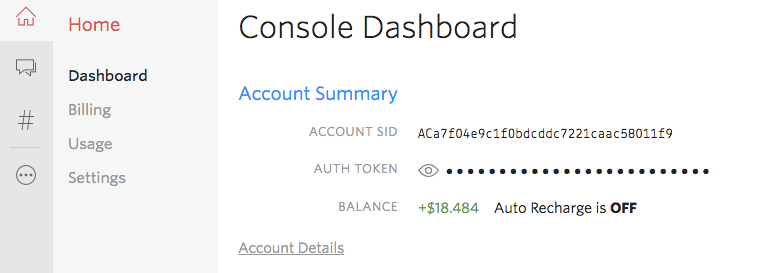 Home
Dashboard
Billing
Usage
Settings
Console Dashboard
Account Summary
ACCOUNT SID ACa7f04e9c1f0bdcddc7221caac58011f9
AUTH TOKEN ••••••••••••••••••••••••
BALANCE +$18.484 Auto Recharge is OFF
Account Details